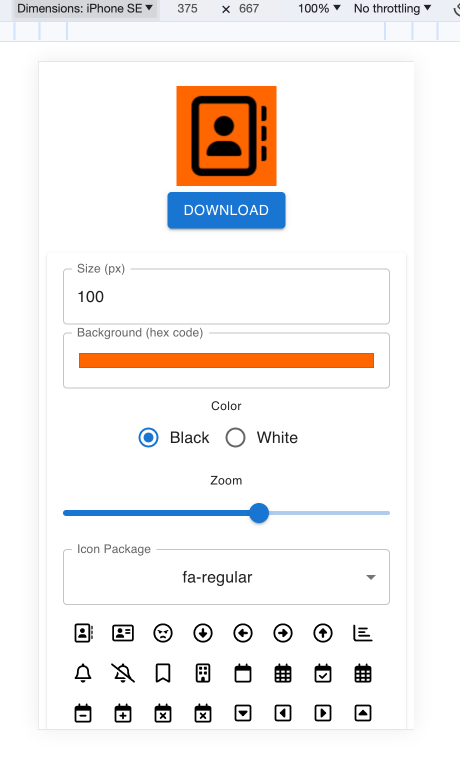 Dimensions: iPhone SE ▼ 375 × 667 100% ▼ No throttling ▼
DOWNLOAD
Size (px)
100
Background (hex code)
Color
Black White
Zoom
Icon Package
fa-regular